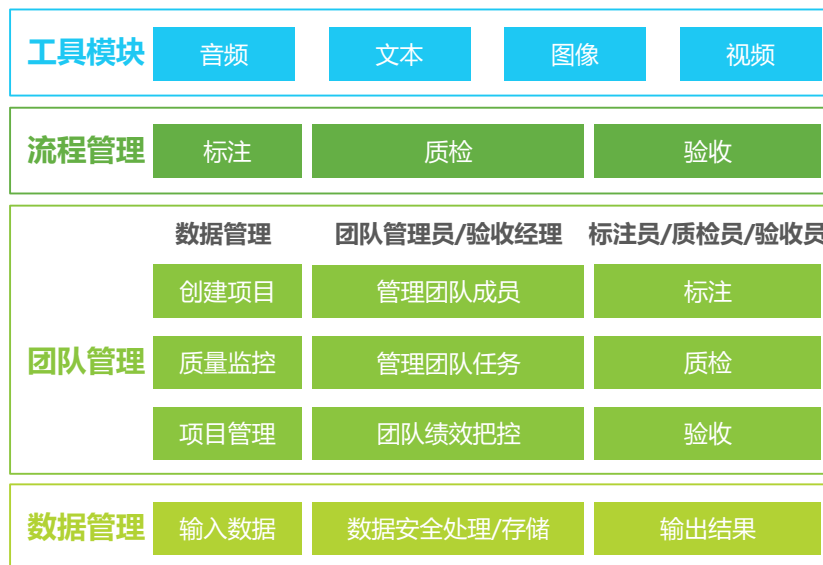 工具模块 音频 文本 图像 视频
流程管理 标注 质检 验收
数据管理 团队管理员/验收经理 标注员/质检员/验收员
创建项目 管理团队成员 标注
团队管理 质量监控 管理团队任务 质检
项目管理 团队绩效把控 验收
数据管理 输入数据 数据安全处理/存储 输出结果